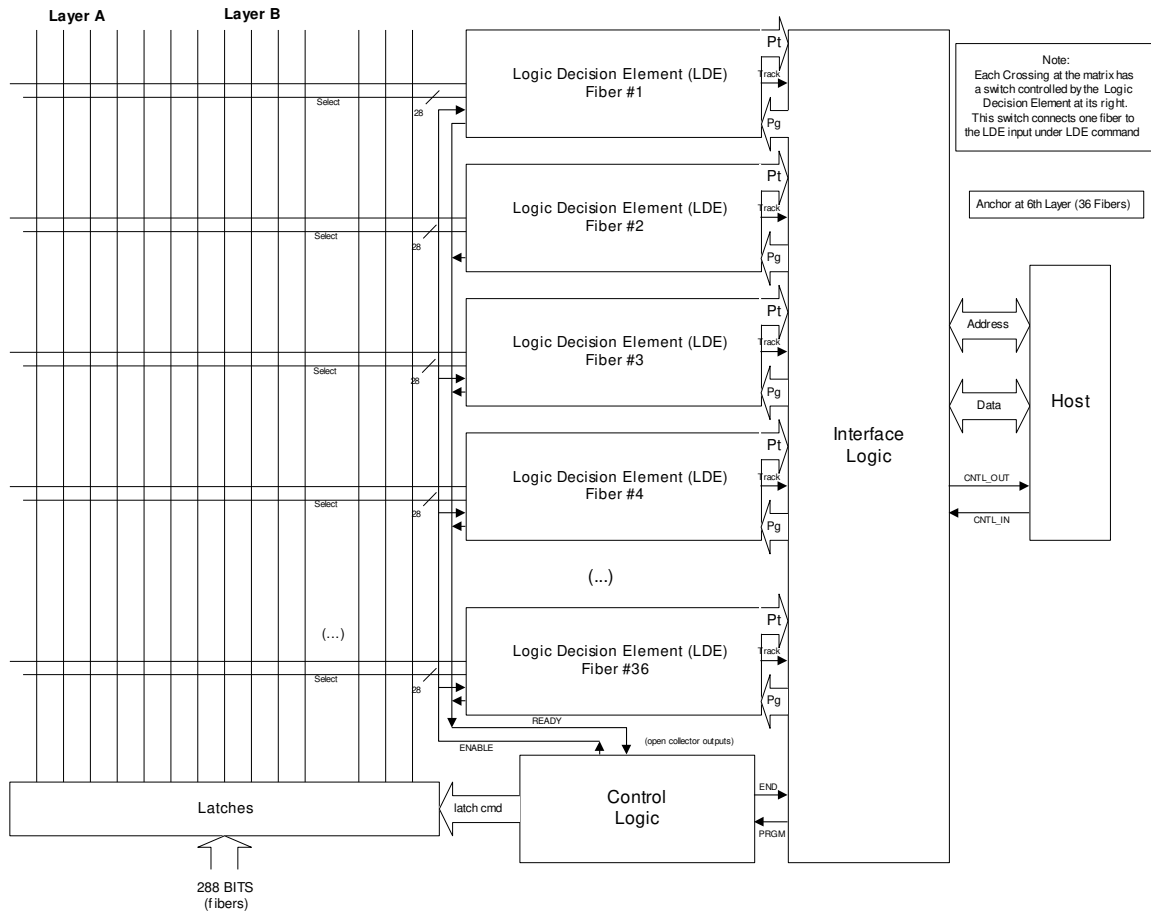 Layer A
Layer B
Logic Decision Element (LDE)
Fiber #1
Pt
Track
Pg
Select
28
Note:
Each Crossing at the matrix has
a switch controlled by the Logic
Decision Element at its right.
This switch connects one fiber to
the LDE input under LDE command
Logic Decision Element (LDE)
Fiber #2
Pt
Track
Pg
Select
28
Anchor at 6th Layer (36 Fibers)
Logic Decision Element (LDE)
Fiber #3
Pt
Track
Pg
Select
28
Address
Data
Host
Interface
Logic
CNTL_OUT
CNTL_IN
Logic Decision Element (LDE)
Fiber #4
Pt
Track
Pg
Select
28
(...)
(...)
Logic Decision Element (LDE)
Fiber #36
Pt
Track
Pg
Select
28
READY
ENABLE
(open collector outputs)
Control
Logic
END
PRGM
latch cmd
Latches
288 BITS
(fibers)